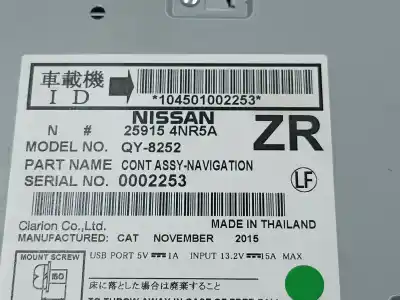 車載機
I D
*104501002253*
NISSAN
N # 25915 4NR5A
ZR
MODEL NO. QY-8252
PART NAME CONT ASSY-NAVIGATION
SERIAL NO. 0002253
LF
Clarion Co.,Ltd. MADE IN THAILAND
MANUFACTURED: CAT NOVEMBER 2015
MOUNT SCREW
USB PORT 5V⎓1A INPUT 13.2V⎓15A MAX
ISO
床に落とした場合は廃棄すること